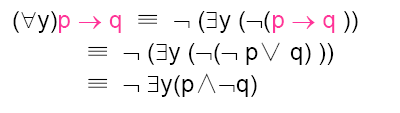 (∀y)p → q ≡ ¬ (∃y (¬(p → q ))
≡ ¬ (∃y (¬(¬ p∨ q) ))
≡ ¬ ∃y(p∧¬q)